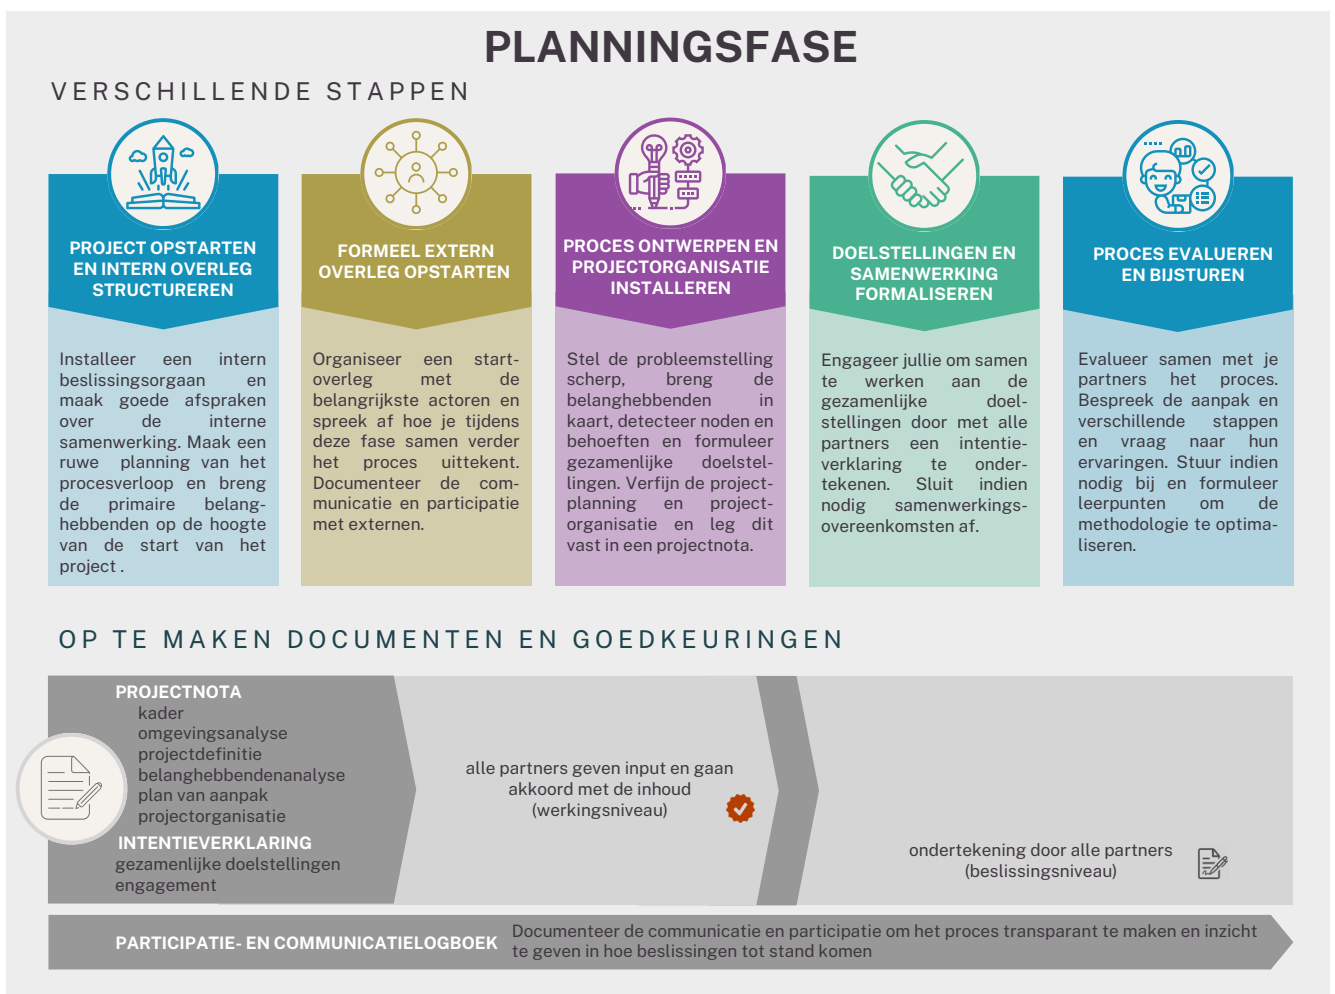 PLANNINGSFASE
VERSCHILLENDE STAPPEN
PROJECT OPSTARTEN
EN INTERN OVERLEG
STRUCTUREREN
Installeer een intern
beslissingsorgaan en
maak goede afspraken
over de interne
samenwerking. Maak een
ruwe planning van het
procesverloop en breng
de primaire belang-
hebbenden op de hoogte
van de start van het
project .
FORMEEL EXTERN
OVERLEG OPSTARTEN
Organiseer een start-
overleg met de
belangrijkste actoren en
spreek af hoe je tijdens
deze fase samen verder
het proces uittekent.
Documenteer de com-
municatie en participatie
met externen.
PROCES ONTWERPEN EN
PROJECTORGANISATIE
INSTALLEREN
Stel de probleemstelling
scherp, breng de
belanghebbenden in
kaart, detecteer noden en
behoeften en formuleer
gezamenlijke doelstel-
lingen. Verfijn de project-
planning en project-
organisatie en leg dit
vast in een projectnota.
DOELSTELLINGEN EN
SAMENWERKING
FORMALISEREN
Engageer jullie om samen
te werken aan de
gezamenlijke doel-
stellingen door met alle
partners een intentie-
verklaring te onder-
tekenen. Sluit indien
nodig samenwerkings-
overeenkomsten af.
PROCES EVALUEREN
EN BIJSTUREN
Evalueer samen met je
partners het proces.
Bespreek de aanpak en
verschillende stappen
en vraag naar hun
ervaringen. Stuur indien
nodig bij en formuleer
leerpunten om de
methodologie te optima-
liseren.
OP TE MAKEN DOCUMENTEN EN GOEDKEURINGEN
PROJECTNOTA
kader
omgevingsanalyse
projectdefinitie
belanghebbendenanalyse
plan van aanpak
projectorganisatie
INTENTIEVERKLARING
gezamenlijke doelstellingen
engagement
alle partners geven input en gaan
akkoord met de inhoud
(werkingsniveau)
ondertekening door alle partners
(beslissingsniveau)
PARTICIPATIE- EN COMMUNICATIELOGBOEK
Documenteer de communicatie en participatie om het proces transparant te maken en inzicht
te geven in hoe beslissingen tot stand komen